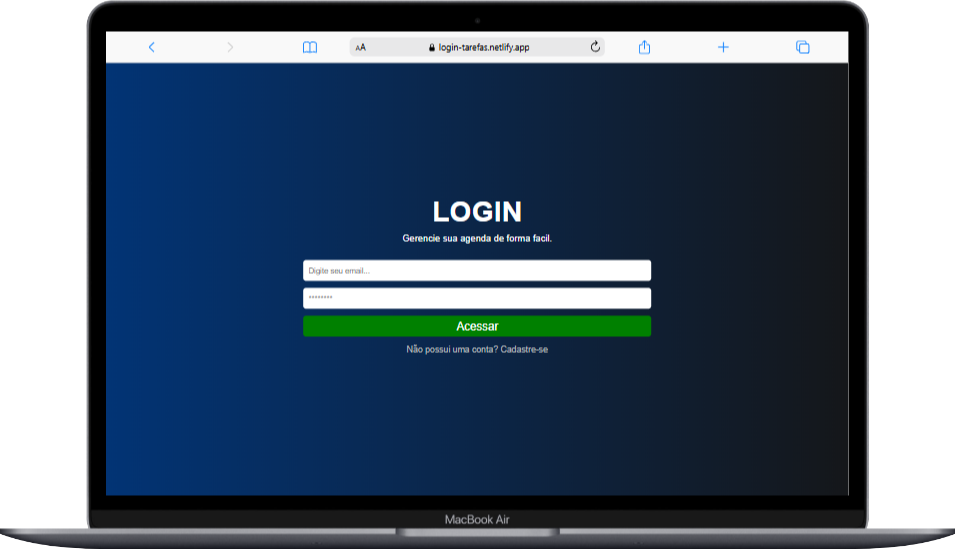 AA login-tarefas.netlify.app
LOGIN
Gerencie sua agenda de forma facil.
Digite seu email...
********
Acessar
Não possui uma conta? Cadastre-se
MacBook Air